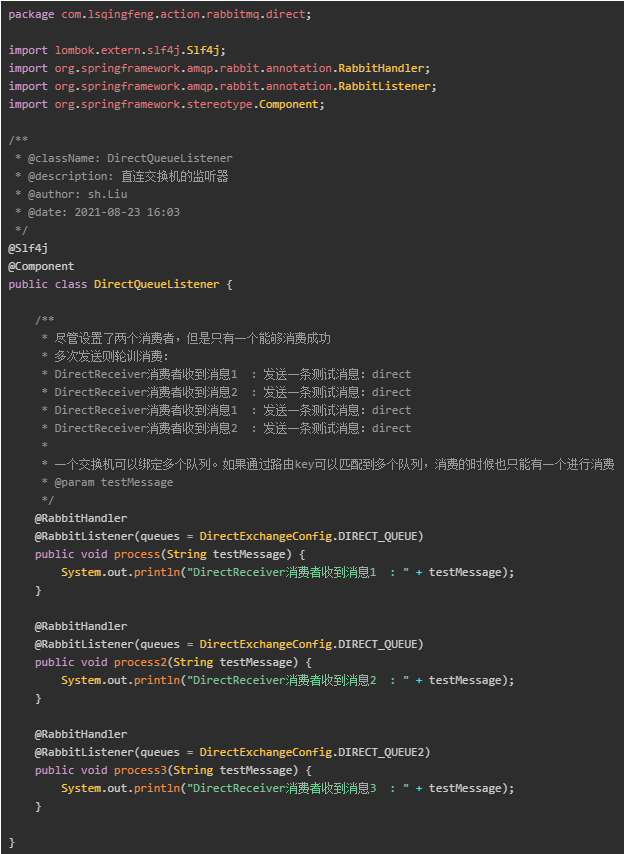 package com.lsqingfeng.action.rabbitmq.direct;
import lombok.extern.slf4j.Slf4j;
import org.springframework.amqp.rabbit.annotation.RabbitHandler;
import org.springframework.amqp.rabbit.annotation.RabbitListener;
import org.springframework.stereotype.Component;
/**
 * @className: DirectQueueListener
 * @description: 直连交换机的监听器
 * @author: sh.Liu
 * @date: 2021-08-23 16:03
 */
@Slf4j
@Component
public class DirectQueueListener {
    /**
     * 尽管设置了两个消费者，但是只有一个能够消费成功
     * 多次发送则轮训消费:
     * DirectReceiver消费者收到消息1  : 发送一条测试消息: direct
     * DirectReceiver消费者收到消息2  : 发送一条测试消息: direct
     * DirectReceiver消费者收到消息1  : 发送一条测试消息: direct
     * DirectReceiver消费者收到消息2  : 发送一条测试消息: direct
     *
     * 一个交换机可以绑定多个队列。如果通过路由key可以匹配到多个队列，消费的时候也只能有一个进行消费
     * @param testMessage
     */
    @RabbitHandler
    @RabbitListener(queues = DirectExchangeConfig.DIRECT_QUEUE)
    public void process(String testMessage) {
        System.out.println("DirectReceiver消费者收到消息1  : " + testMessage);
    }
    @RabbitHandler
    @RabbitListener(queues = DirectExchangeConfig.DIRECT_QUEUE)
    public void process2(String testMessage) {
        System.out.println("DirectReceiver消费者收到消息2  : " + testMessage);
    }
    @RabbitHandler
    @RabbitListener(queues = DirectExchangeConfig.DIRECT_QUEUE2)
    public void process3(String testMessage) {
        System.out.println("DirectReceiver消费者收到消息3  : " + testMessage);
    }
}